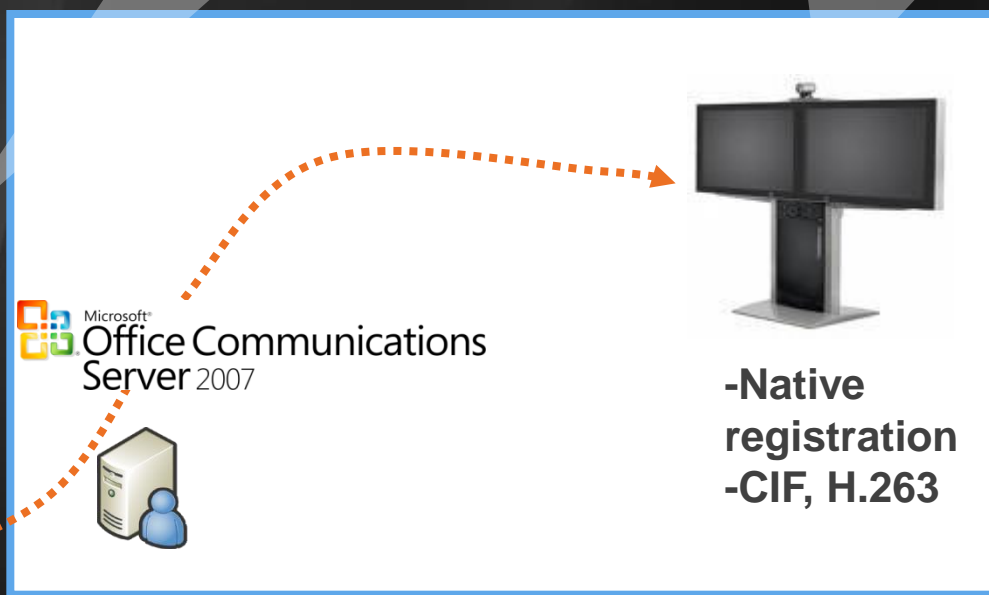 Microsoft®
Office Communications
Server 2007
-Native
registration
-CIF, H.263